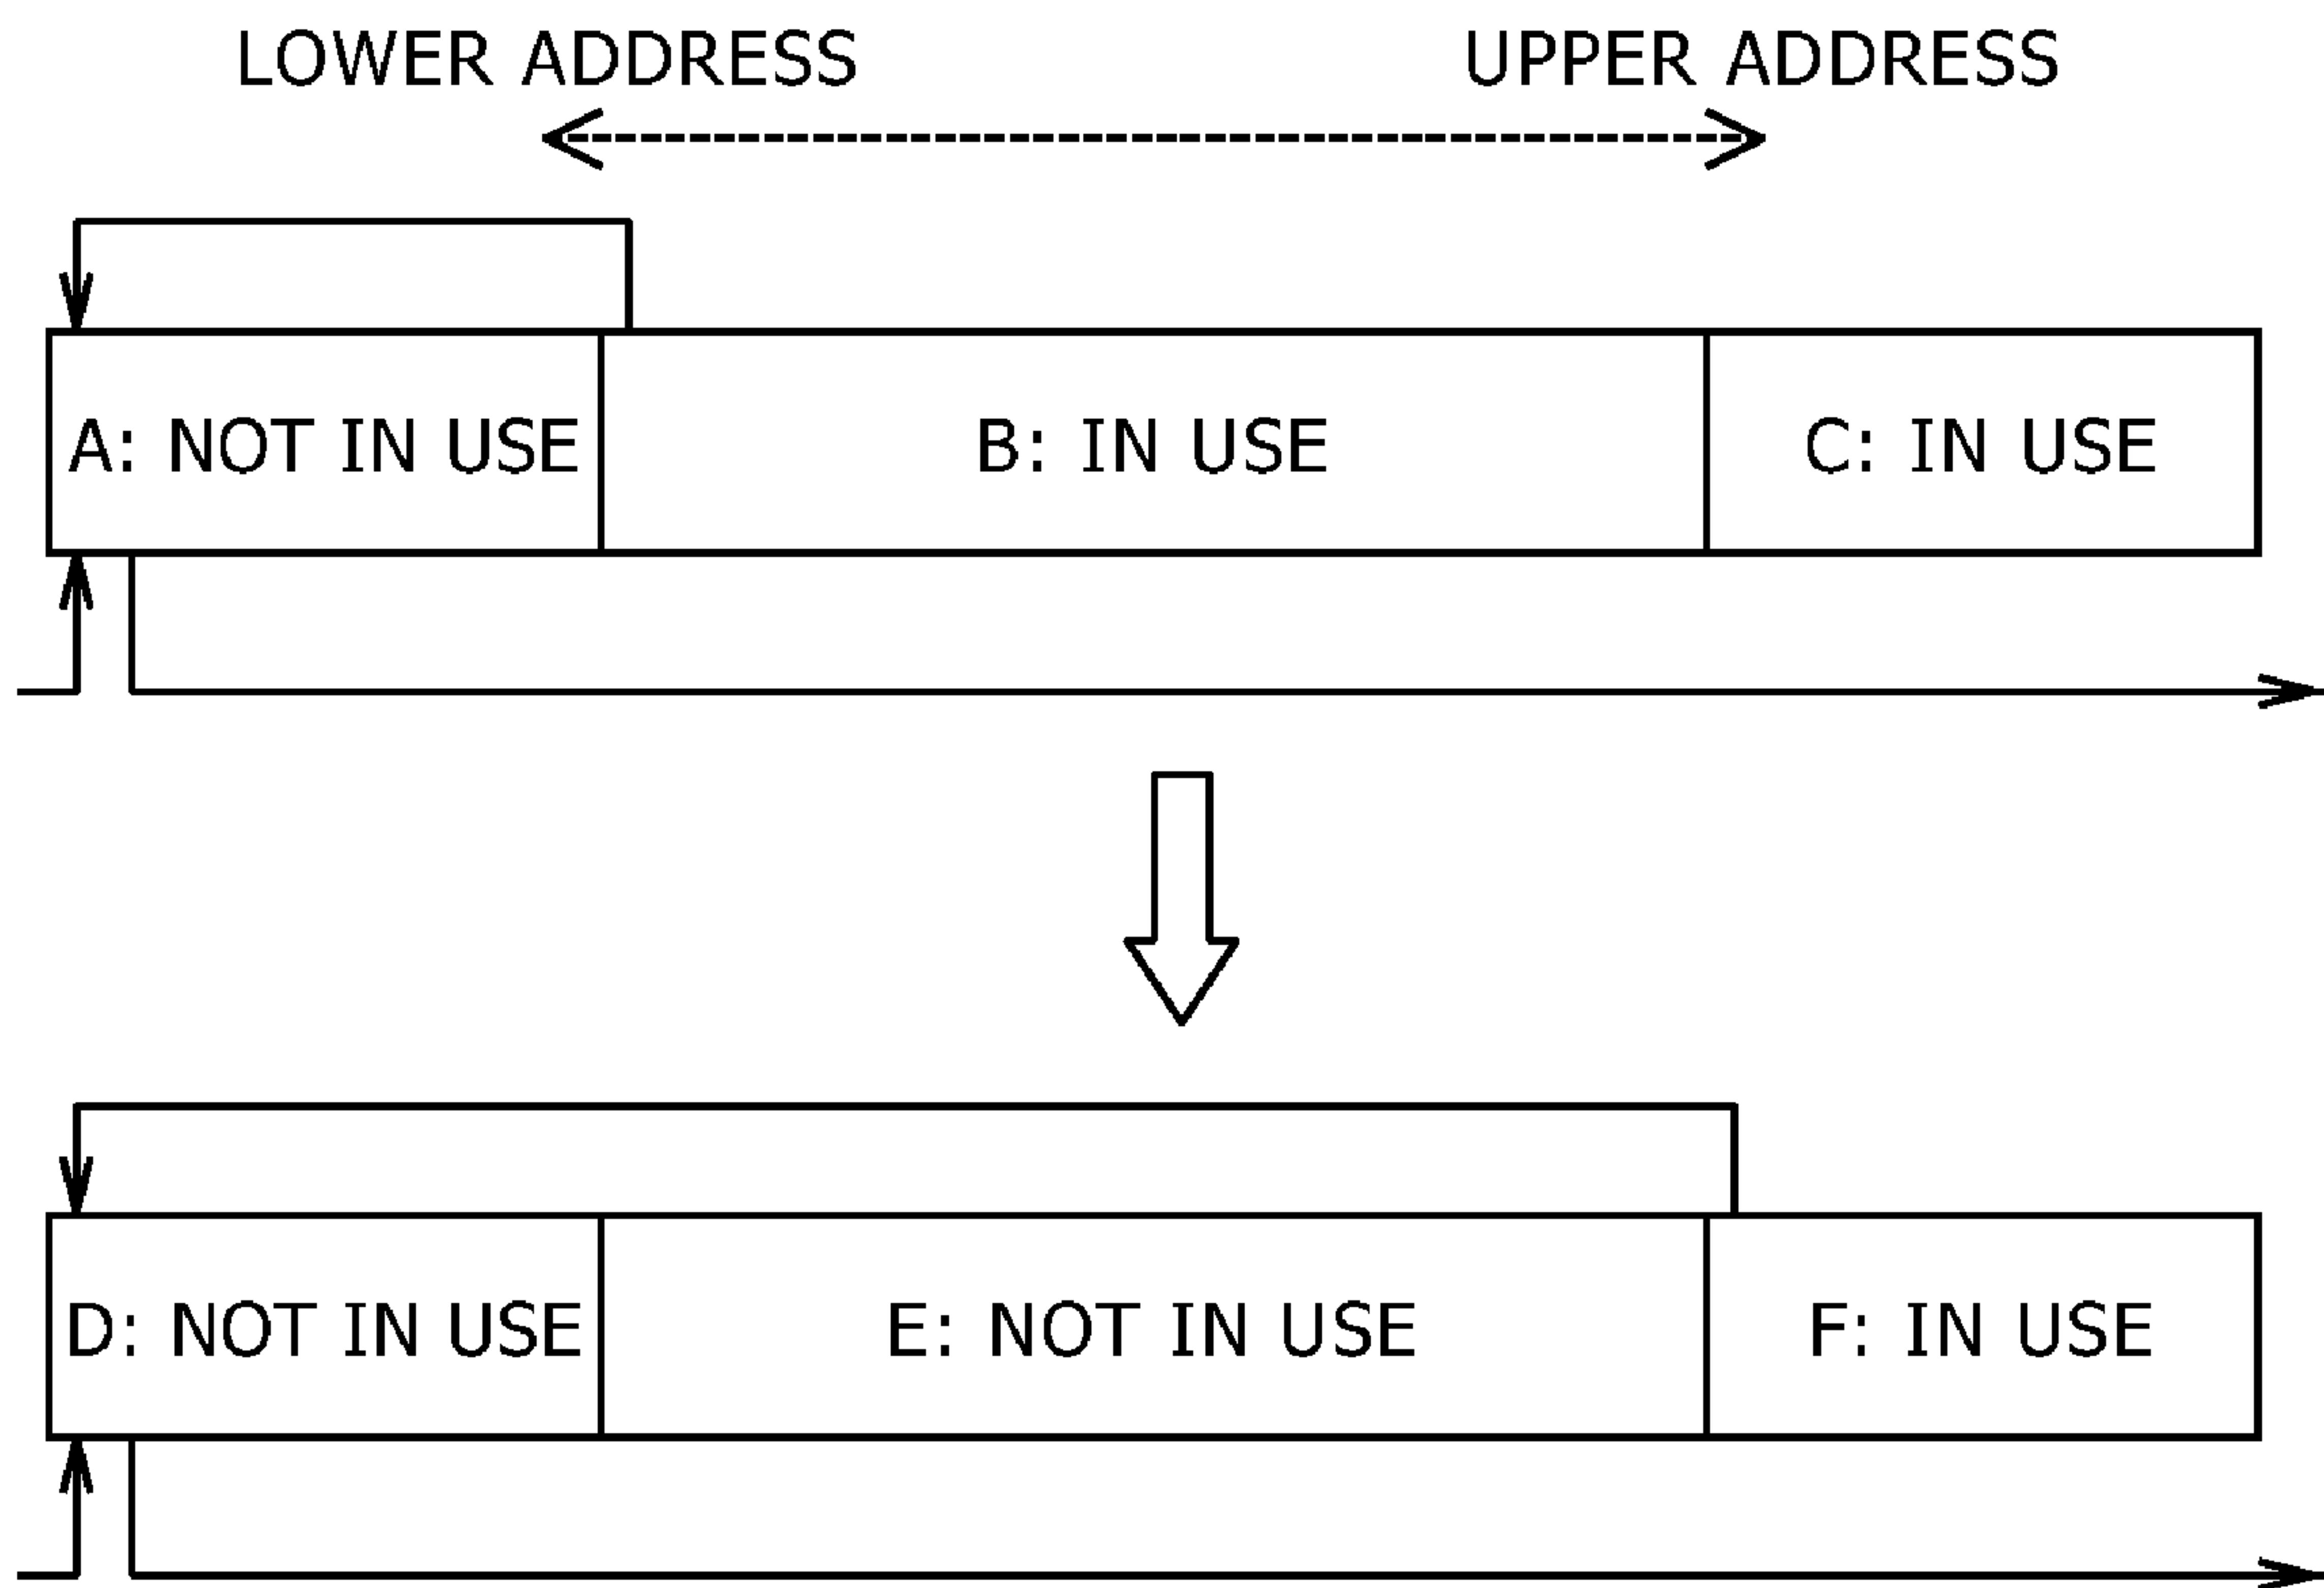 LOWER ADDRESS UPPER ADDRESS
A: NOT IN USE B: IN USE C: IN USE
D: NOT IN USE E: NOT IN USE F: IN USE